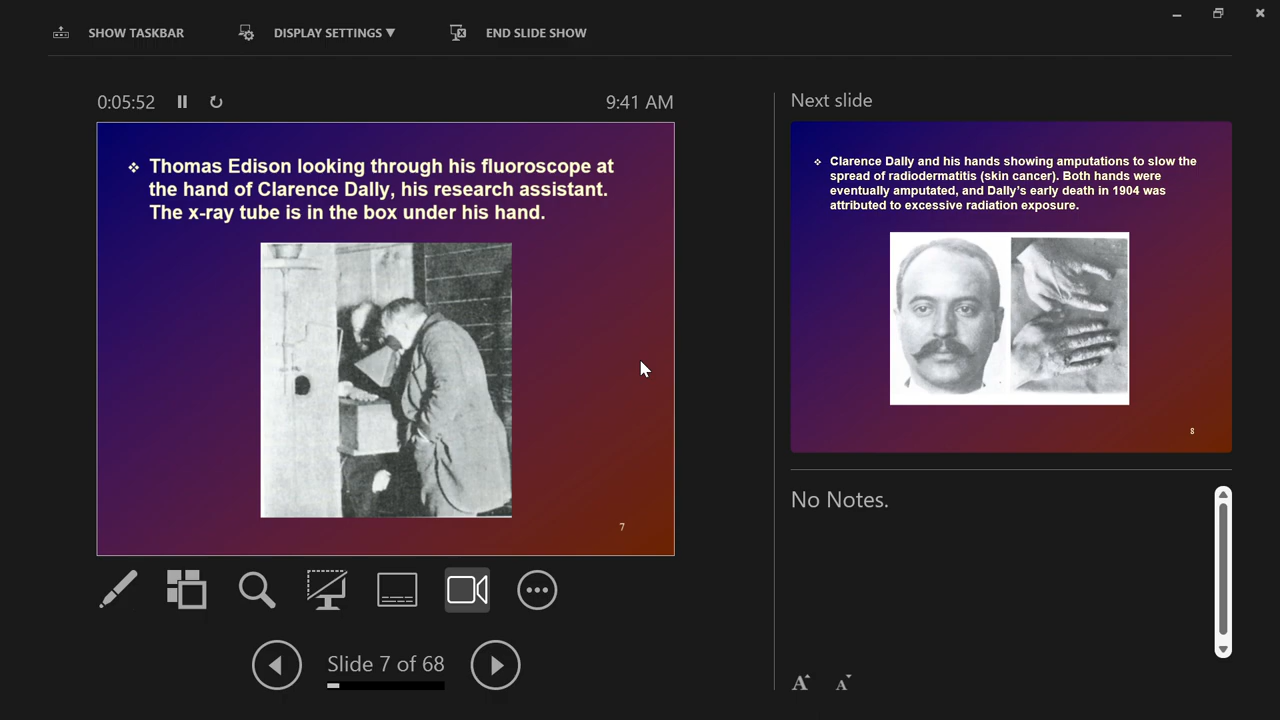 SHOW TASKBAR
DISPLAY SETTINGS ▼
END SLIDE SHOW
0:05:52
9:41 AM
❖ Thomas Edison looking through his fluoroscope at
the hand of Clarence Dally, his research assistant.
The x-ray tube is in the box under his hand.
7
Slide 7 of 68
Next slide
❖ Clarence Dally and his hands showing amputations to slow the
spread of radiodermatitis (skin cancer). Both hands were
eventually amputated, and Dally's early death in 1904 was
attributed to excessive radiation exposure.
8
No Notes.
A A